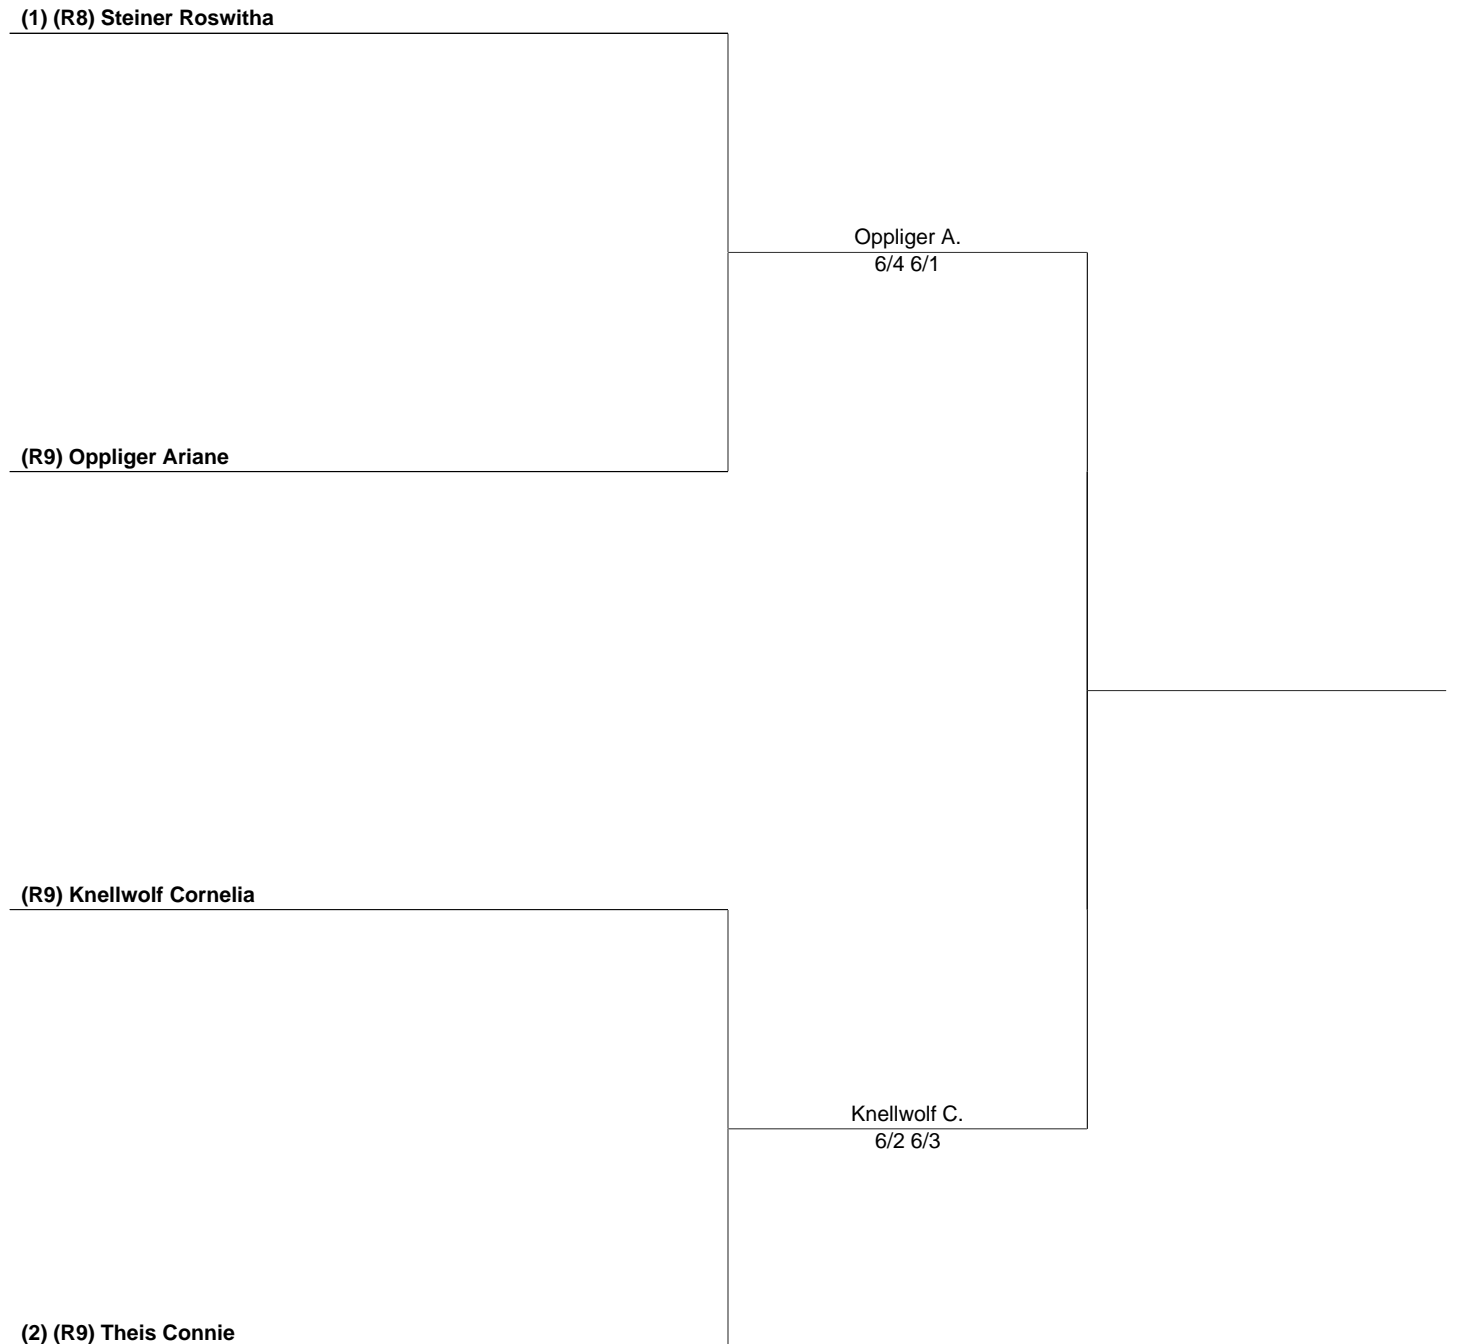 (1) (R8) Steiner Roswitha
Oppliger A.
6/4 6/1
(R9) Oppliger Ariane
(R9) Knellwolf Cornelia
Knellwolf C.
6/2 6/3
(2) (R9) Theis Connie